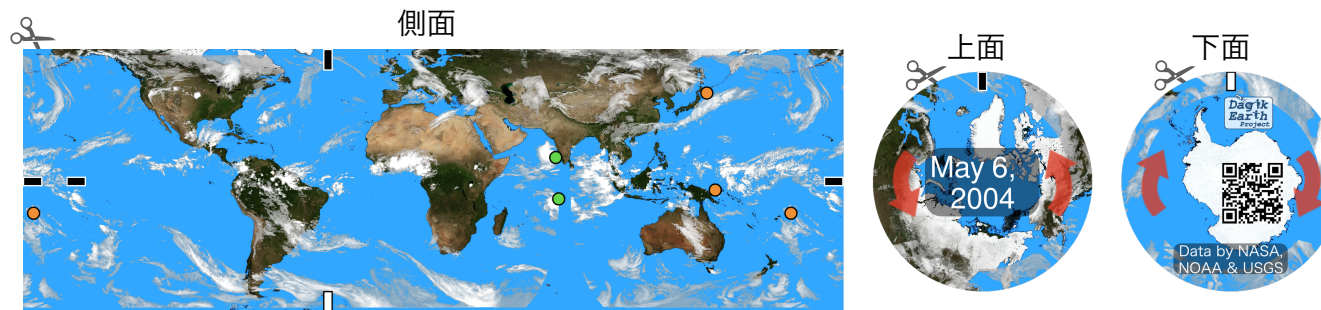 側面
上面
May 6,
2004
下面
Dagik
Earth
Project
Data by NASA,
NOAA & USGS